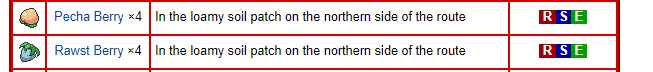 Pecha Berry ×4 In the loamy soil patch on the northern side of the route R S E
Rawst Berry ×4 In the loamy soil patch on the northern side of the route R S E